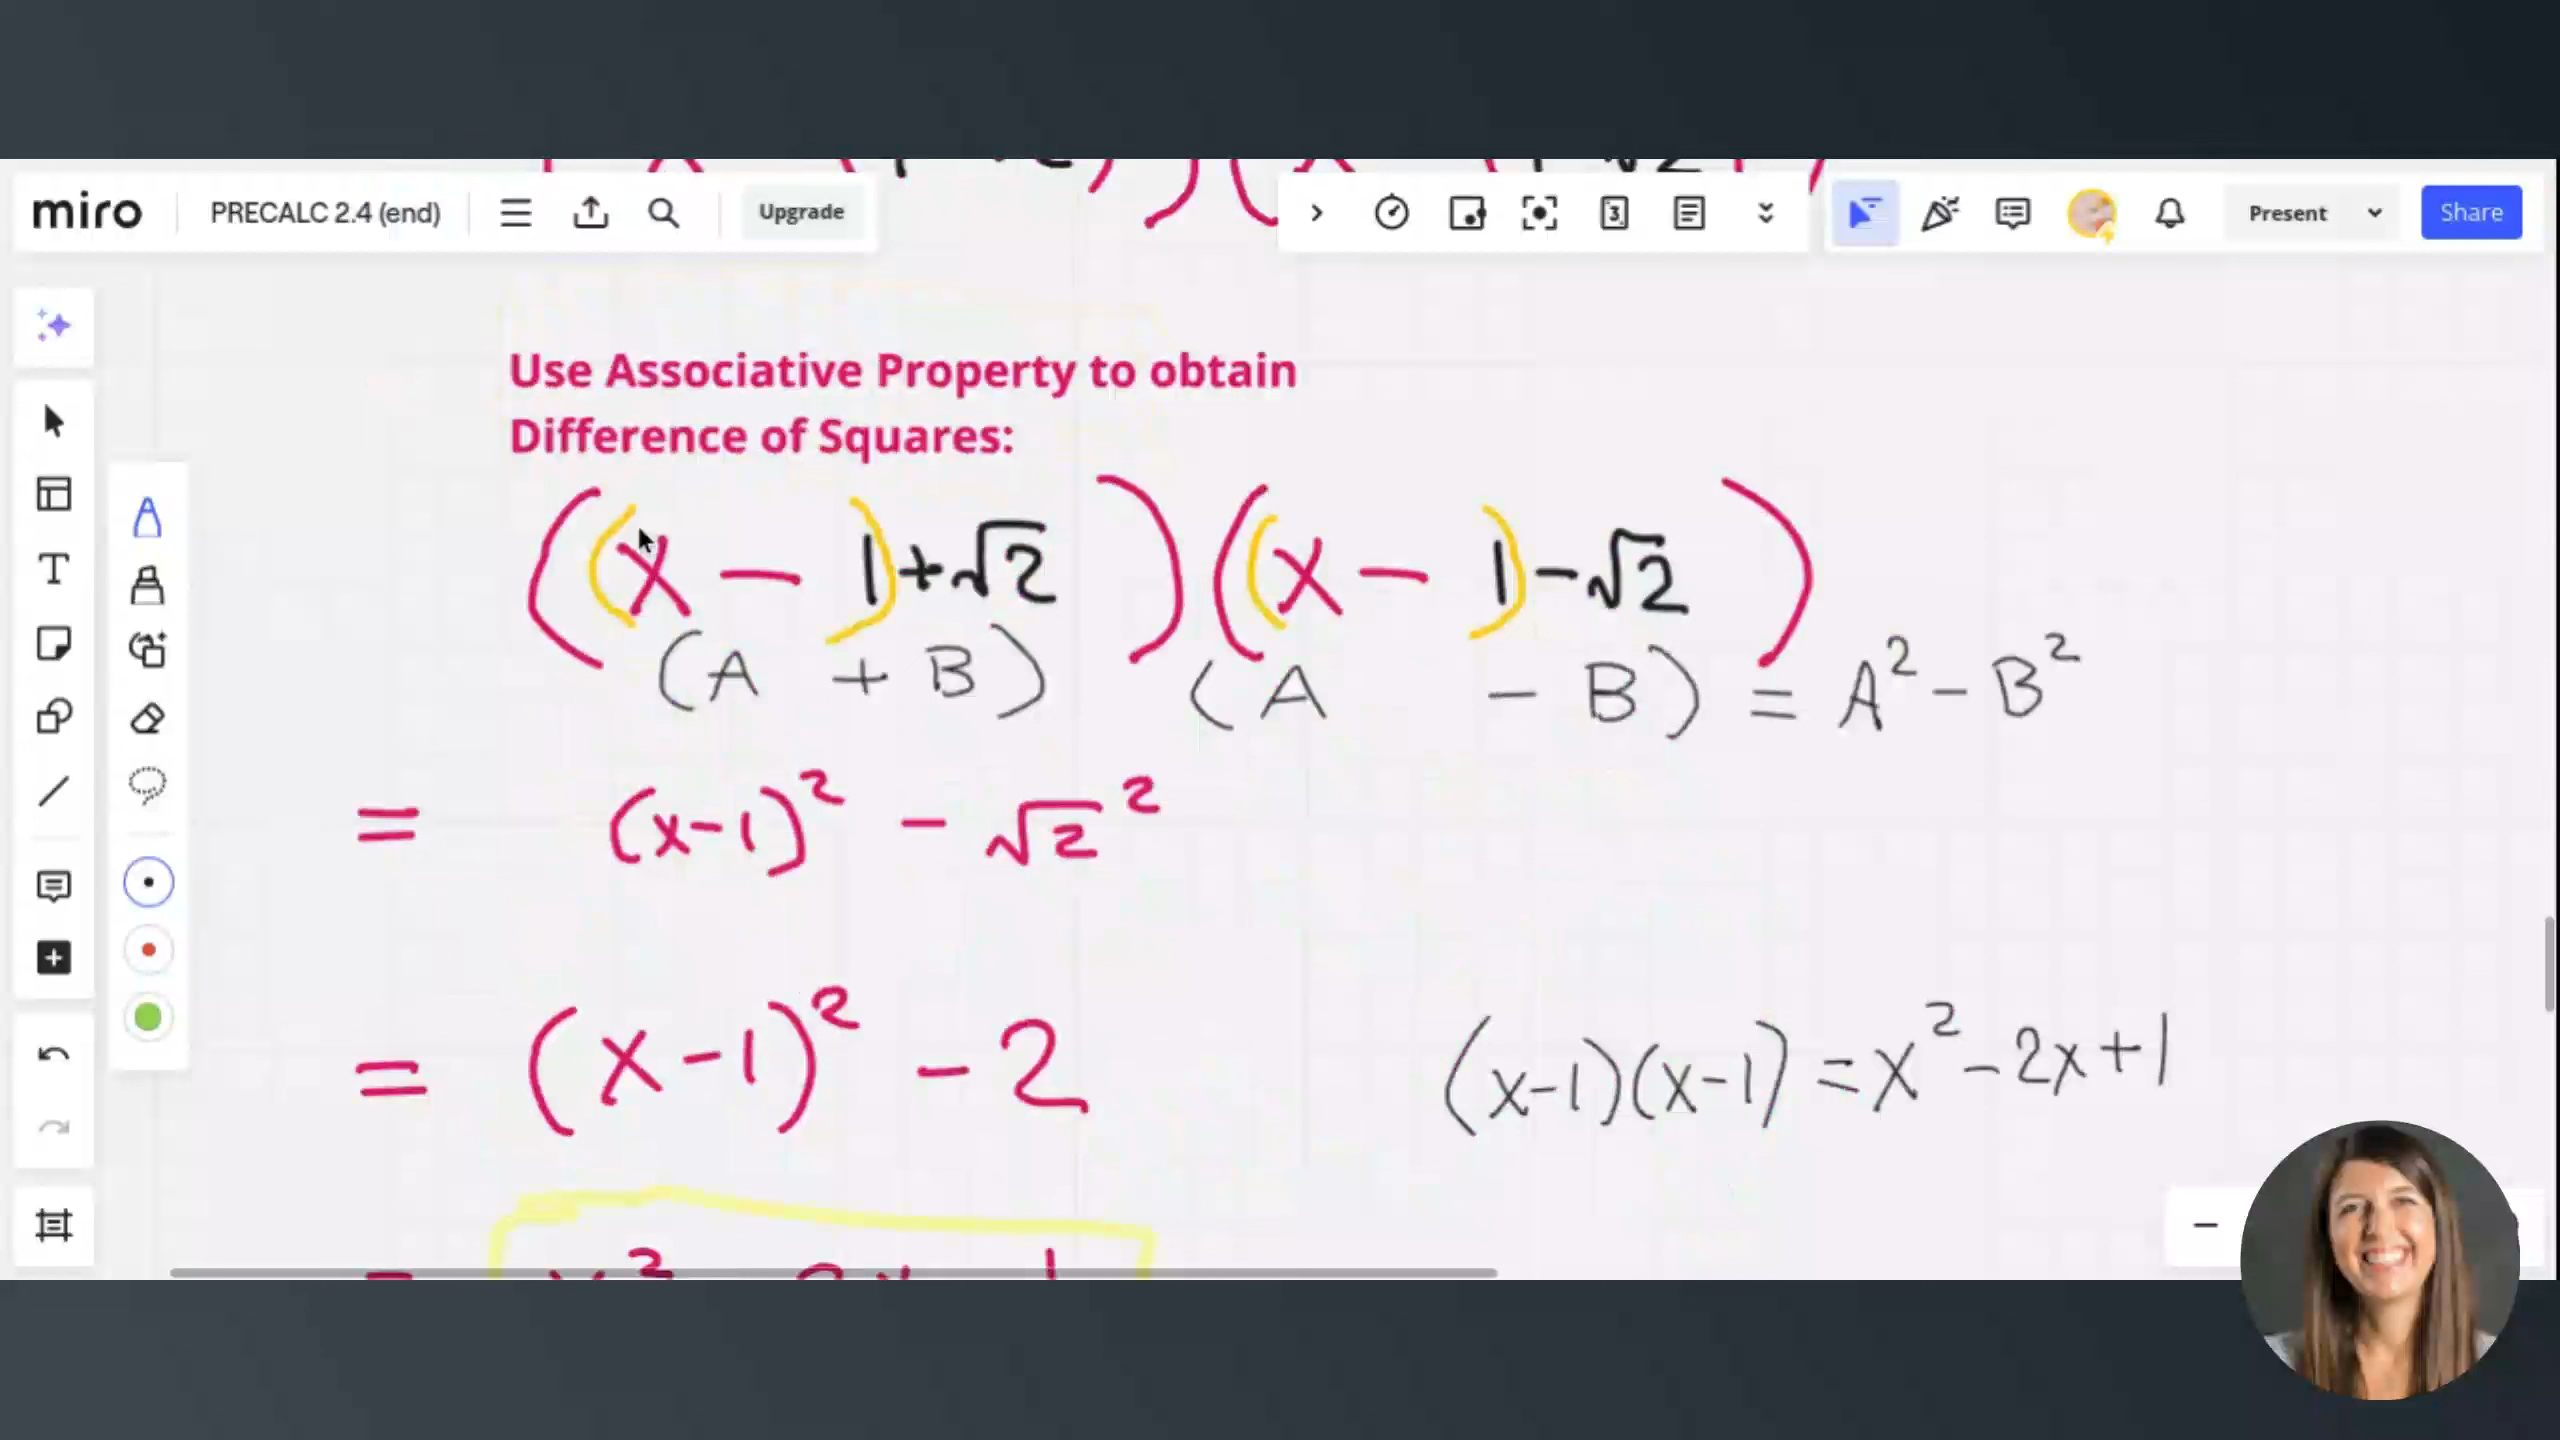 miro PRECALC 2.4 (end) Upgrade 3 Present Share
Use Associative Property to obtain
Difference of Squares:
((x - 1) + √2)((x - 1) - √2)
(A + B) (A - B) = A² - B²
= (x-1)² - √2²
= (x-1)² - 2
(x-1)(x-1) = x² - 2x + 1